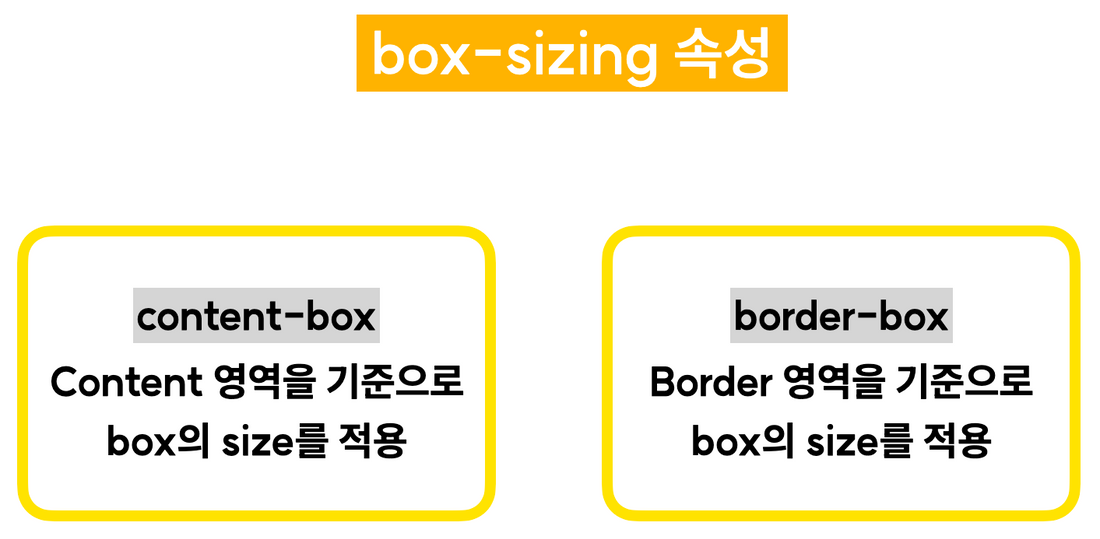 box-sizing 속성
content-box
Content 영역을 기준으로
box의 size를 적용
border-box
Border 영역을 기준으로
box의 size를 적용